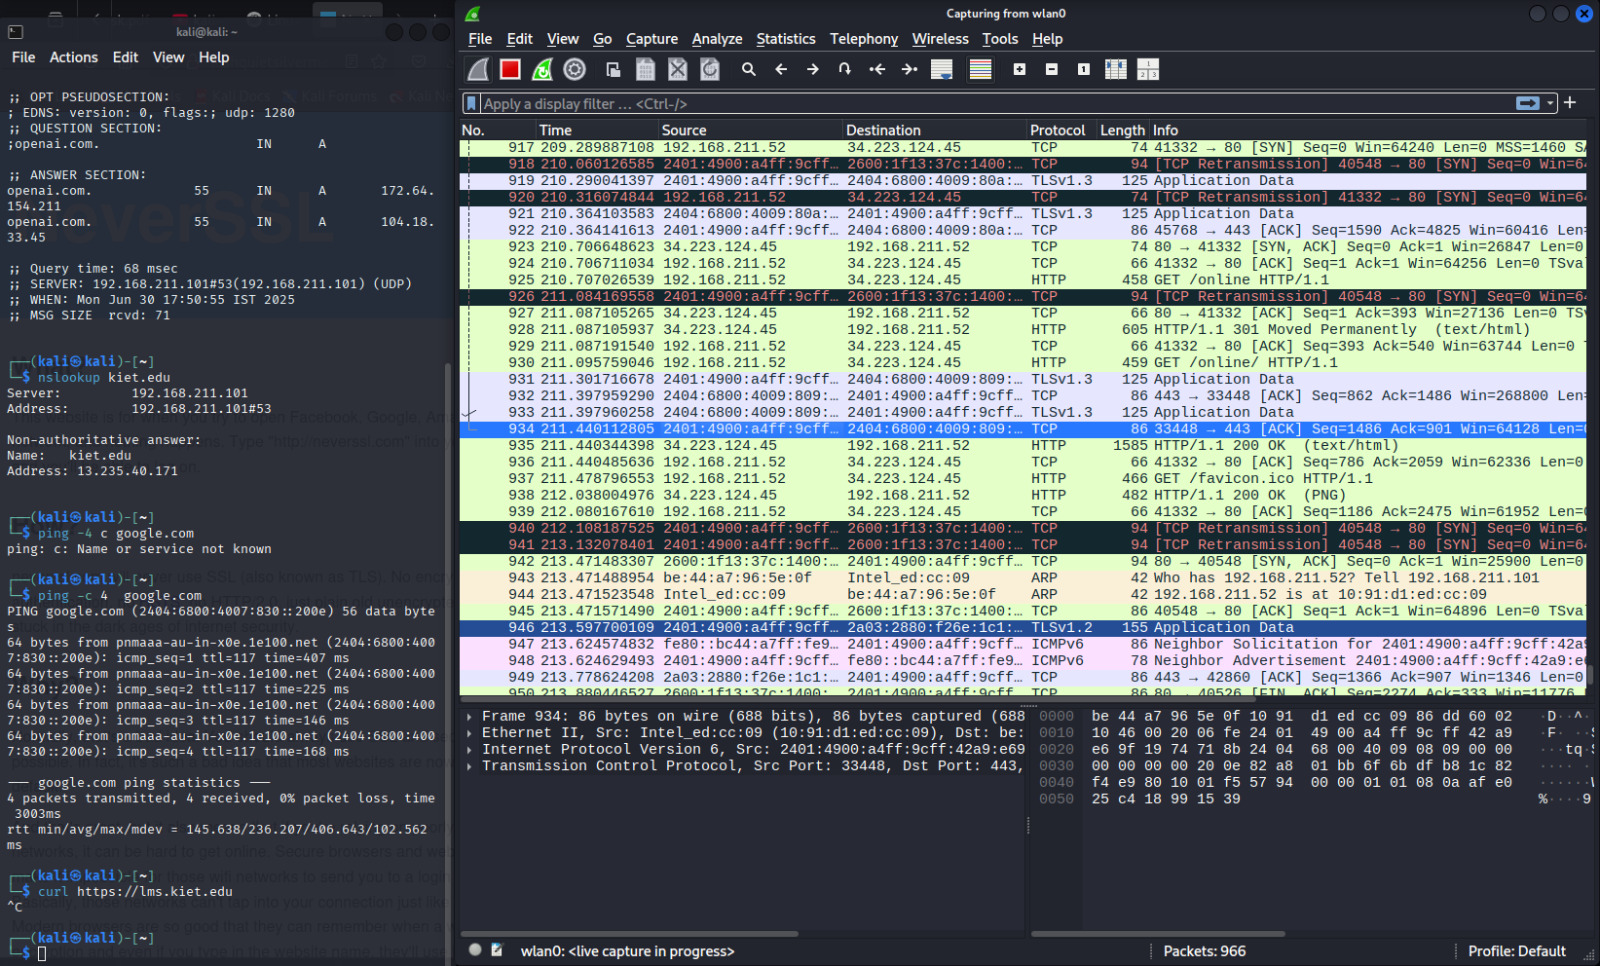 kali@kali: ~
File Actions Edit View Help
;; OPT PSEUDOSECTION:
; EDNS: version: 0, flags:; udp: 1280
;; QUESTION SECTION:
;openai.com. IN A
;; ANSWER SECTION:
openai.com. 55 IN A 172.64.
154.211
openai.com. 55 IN A 104.18.
33.45
;; Query time: 68 msec
;; SERVER: 192.168.211.101#53(192.168.211.101) (UDP)
;; WHEN: Mon Jun 30 17:50:55 IST 2025
;; MSG SIZE rcvd: 71
┌──(kali㉿kali)-[~]
└─$ nslookup kiet.edu
Server: 192.168.211.101
Address: 192.168.211.101#53
Non-authoritative answer:
Name: kiet.edu
Address: 13.235.40.171
┌──(kali㉿kali)-[~]
└─$ ping -4 c google.com
ping: c: Name or service not known
┌──(kali㉿kali)-[~]
└─$ ping -c 4 google.com
PING google.com (2404:6800:4007:830::200e) 56 data byte
s
64 bytes from pnmaaa-au-in-x0e.1e100.net (2404:6800:400
7:830::200e): icmp_seq=1 ttl=117 time=407 ms
64 bytes from pnmaaa-au-in-x0e.1e100.net (2404:6800:400
7:830::200e): icmp_seq=2 ttl=117 time=225 ms
64 bytes from pnmaaa-au-in-x0e.1e100.net (2404:6800:400
7:830::200e): icmp_seq=3 ttl=117 time=146 ms
64 bytes from pnmaaa-au-in-x0e.1e100.net (2404:6800:400
7:830::200e): icmp_seq=4 ttl=117 time=168 ms
--- google.com ping statistics ---
4 packets transmitted, 4 received, 0% packet loss, time
3003ms
rtt min/avg/max/mdev = 145.638/236.207/406.643/102.562
ms
┌──(kali㉿kali)-[~]
└─$ curl https://lms.kiet.edu
^C
┌──(kali㉿kali)-[~]
└─$
Capturing from wlan0
File Edit View Go Capture Analyze Statistics Telephony Wireless Tools Help
Apply a display filter … <Ctrl-/>
No. Time Source Destination Protocol Length Info
917 209.289887108 192.168.211.52 34.223.124.45 TCP 74 41332 → 80 [SYN] Seq=0 Win=64240 Len=0 MSS=1460 SA
918 210.060126585 2401:4900:a4ff:9cff… 2600:1f13:37c:1400:… TCP 94 [TCP Retransmission] 40548 → 80 [SYN] Seq=0 Win=64
919 210.290041397 2401:4900:a4ff:9cff… 2404:6800:4009:80a:… TLSv1.3 125 Application Data
920 210.316074844 192.168.211.52 34.223.124.45 TCP 74 [TCP Retransmission] 41332 → 80 [SYN] Seq=0 Win=64
921 210.364103583 2404:6800:4009:80a:… 2401:4900:a4ff:9cff… TLSv1.3 125 Application Data
922 210.364141613 2401:4900:a4ff:9cff… 2404:6800:4009:80a:… TCP 86 45768 → 443 [ACK] Seq=1590 Ack=4825 Win=60416 Len=
923 210.706648623 34.223.124.45 192.168.211.52 TCP 74 80 → 41332 [SYN, ACK] Seq=0 Ack=1 Win=26847 Len=0
924 210.706711034 192.168.211.52 34.223.124.45 TCP 66 41332 → 80 [ACK] Seq=1 Ack=1 Win=64256 Len=0 TSva
925 210.707026539 192.168.211.52 34.223.124.45 HTTP 458 GET /online HTTP/1.1
926 211.084169558 2401:4900:a4ff:9cff… 2600:1f13:37c:1400:… TCP 94 [TCP Retransmission] 40548 → 80 [SYN] Seq=0 Win=64
927 211.087105265 34.223.124.45 192.168.211.52 TCP 66 80 → 41332 [ACK] Seq=1 Ack=393 Win=27136 Len=0 TS
928 211.087105937 34.223.124.45 192.168.211.52 HTTP 605 HTTP/1.1 301 Moved Permanently (text/html)
929 211.087191540 192.168.211.52 34.223.124.45 TCP 66 41332 → 80 [ACK] Seq=393 Ack=540 Win=63744 Len=0
930 211.095759046 192.168.211.52 34.223.124.45 HTTP 459 GET /online/ HTTP/1.1
931 211.301716678 2401:4900:a4ff:9cff… 2404:6800:4009:809:… TLSv1.3 125 Application Data
932 211.397959290 2404:6800:4009:809:… 2401:4900:a4ff:9cff… TCP 86 443 → 33448 [ACK] Seq=862 Ack=1486 Win=268800 Len=
933 211.397960258 2404:6800:4009:809:… 2401:4900:a4ff:9cff… TLSv1.3 125 Application Data
934 211.440112805 2401:4900:a4ff:9cff… 2404:6800:4009:809:… TCP 86 33448 → 443 [ACK] Seq=1486 Ack=901 Win=64128 Len=
935 211.440344398 34.223.124.45 192.168.211.52 HTTP 1585 HTTP/1.1 200 OK (text/html)
936 211.440485636 192.168.211.52 34.223.124.45 TCP 66 41332 → 80 [ACK] Seq=786 Ack=2059 Win=62336 Len=0
937 211.478796553 192.168.211.52 34.223.124.45 HTTP 466 GET /favicon.ico HTTP/1.1
938 212.038004976 34.223.124.45 192.168.211.52 HTTP 482 HTTP/1.1 200 OK (PNG)
939 212.080167610 192.168.211.52 34.223.124.45 TCP 66 41332 → 80 [ACK] Seq=1186 Ack=2475 Win=61952 Len=
940 212.108187525 2401:4900:a4ff:9cff… 2600:1f13:37c:1400:… TCP 94 [TCP Retransmission] 40548 → 80 [SYN] Seq=0 Win=64
941 213.132078401 2401:4900:a4ff:9cff… 2600:1f13:37c:1400:… TCP 94 [TCP Retransmission] 40548 → 80 [SYN] Seq=0 Win=64
942 213.471483307 2600:1f13:37c:1400:… 2401:4900:a4ff:9cff… TCP 94 80 → 40548 [SYN, ACK] Seq=0 Ack=1 Win=25900 Len=0
943 213.471488954 be:44:a7:96:5e:0f Intel_ed:cc:09 ARP 42 Who has 192.168.211.52? Tell 192.168.211.101
944 213.471523548 Intel_ed:cc:09 be:44:a7:96:5e:0f ARP 42 192.168.211.52 is at 10:91:d1:ed:cc:09
945 213.471571490 2401:4900:a4ff:9cff… 2600:1f13:37c:1400:… TCP 86 40548 → 80 [ACK] Seq=1 Ack=1 Win=64896 Len=0 TSva
946 213.597700109 2401:4900:a4ff:9cff… 2a03:2880:f26e:1c1:… TLSv1.2 155 Application Data
947 213.624574832 fe80::bc44:a7ff:fe9… 2401:4900:a4ff:9cff… ICMPv6 86 Neighbor Solicitation for 2401:4900:a4ff:9cff:42a9
948 213.624629493 2401:4900:a4ff:9cff… fe80::bc44:a7ff:fe9… ICMPv6 78 Neighbor Advertisement 2401:4900:a4ff:9cff:42a9:e
949 213.778624208 2a03:2880:f26e:1c1:… 2401:4900:a4ff:9cff… TCP 86 443 → 42860 [ACK] Seq=1366 Ack=907 Win=1346 Len=0
950 213.880446527 2600:1f13:37c:1400:… 2401:4900:a4ff:9cff… TCP 86 80 → 40526 [FIN, ACK] Seq=2274 Ack=333 Win=11776
Frame 934: 86 bytes on wire (688 bits), 86 bytes captured (688
Ethernet II, Src: Intel_ed:cc:09 (10:91:d1:ed:cc:09), Dst: be:
Internet Protocol Version 6, Src: 2401:4900:a4ff:9cff:42a9:e69
Transmission Control Protocol, Src Port: 33448, Dst Port: 443,
0000 be 44 a7 96 5e 0f 10 91 d1 ed cc 09 86 dd 60 02 ·D··^·
0010 10 46 00 20 06 fe 24 01 49 00 a4 ff 9c ff 42 a9 ·F· ··$·
0020 e6 9f 19 74 71 8b 24 04 68 00 40 09 08 09 00 00 ···tq·$
0030 00 00 00 00 20 0e 82 a8 01 bb 6f 6b df b8 1c 82
0040 f4 e9 80 10 01 f5 57 94 00 00 01 01 08 0a af e0 ······W
0050 25 c4 18 99 15 39 %····9
wlan0: <live capture in progress>
Packets: 966
Profile: Default